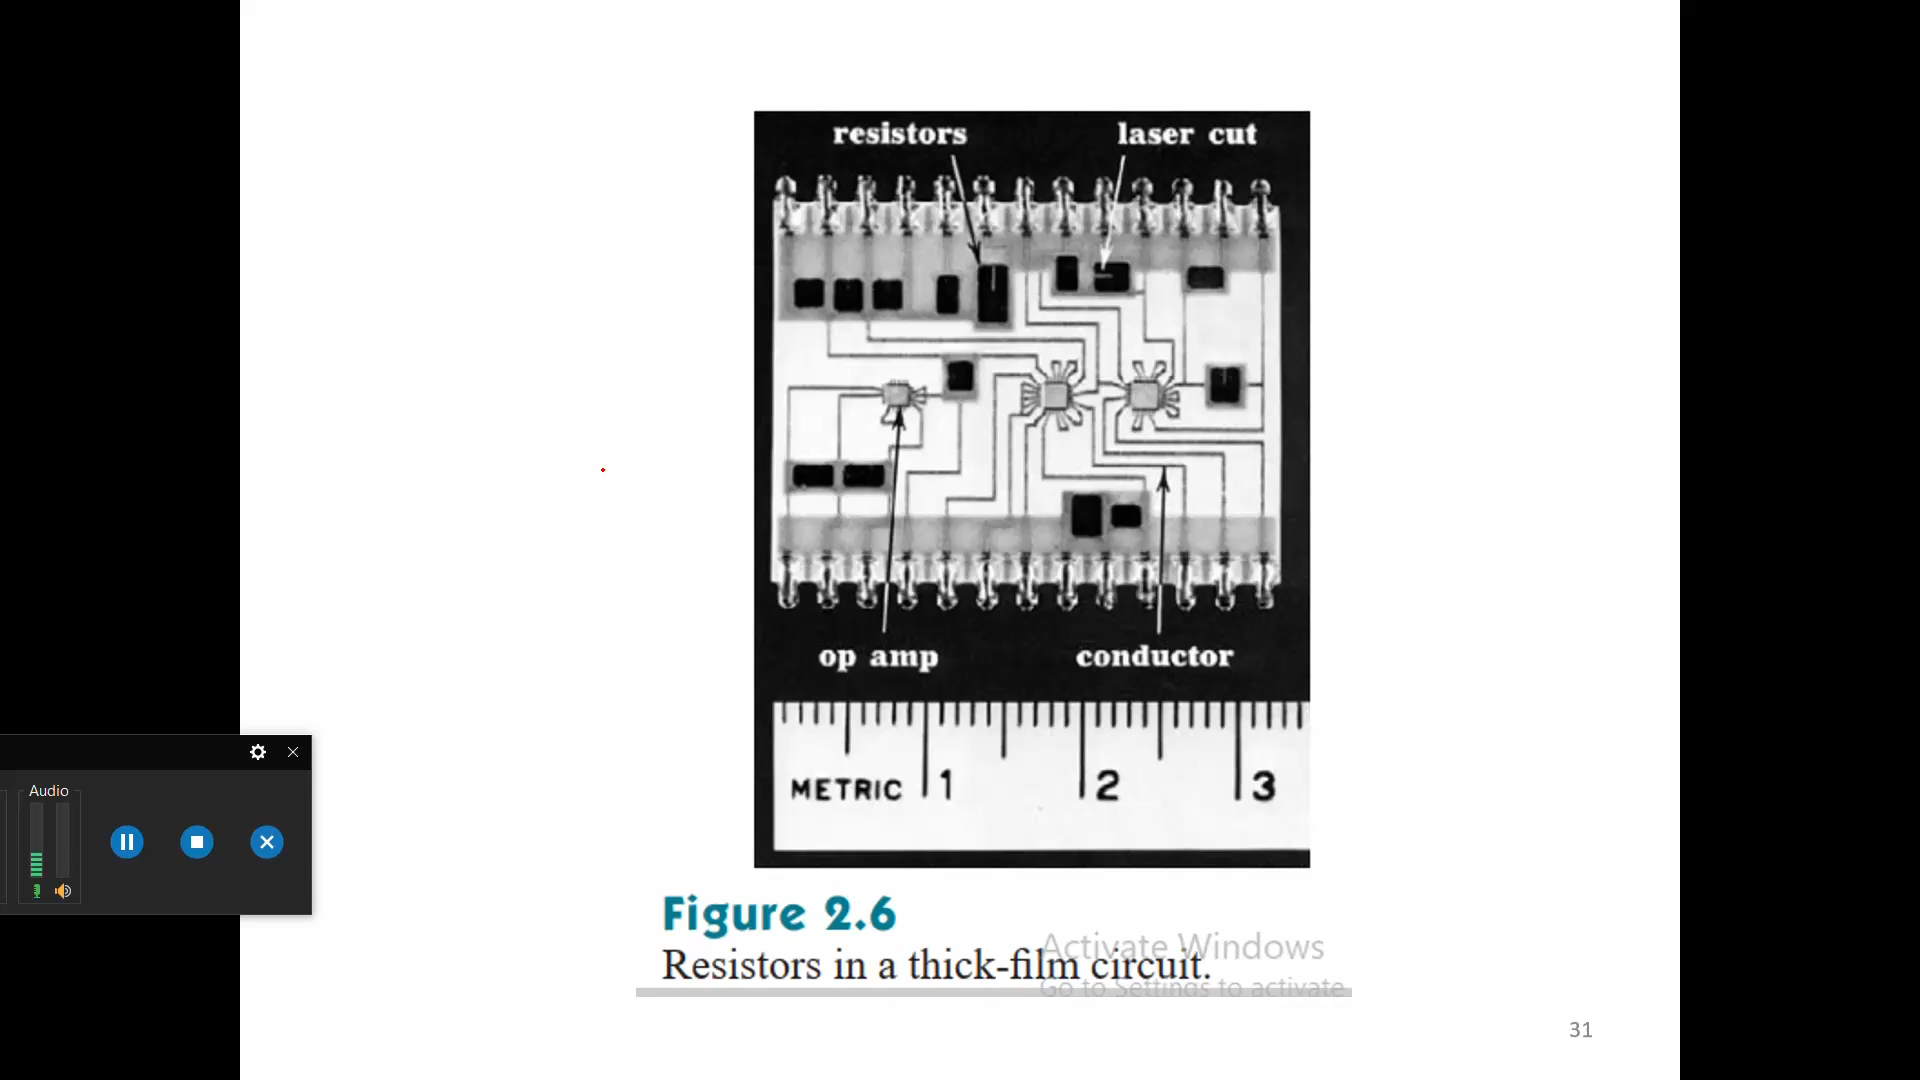 resistors laser cut
op amp conductor
METRIC 1 2 3
Audio
Figure 2.6
Resistors in a thick-film circuit.
Activate Windows
Go to Settings to activate
31